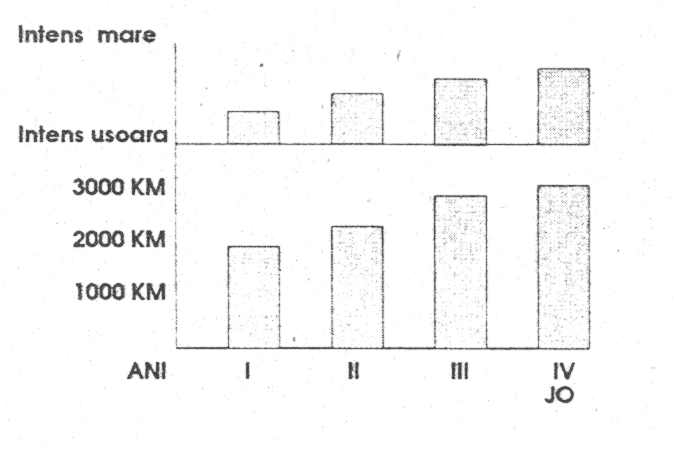 Intens mare
Intens usoara
3000 KM
2000 KM
1000 KM
ANI I II III IV
JO